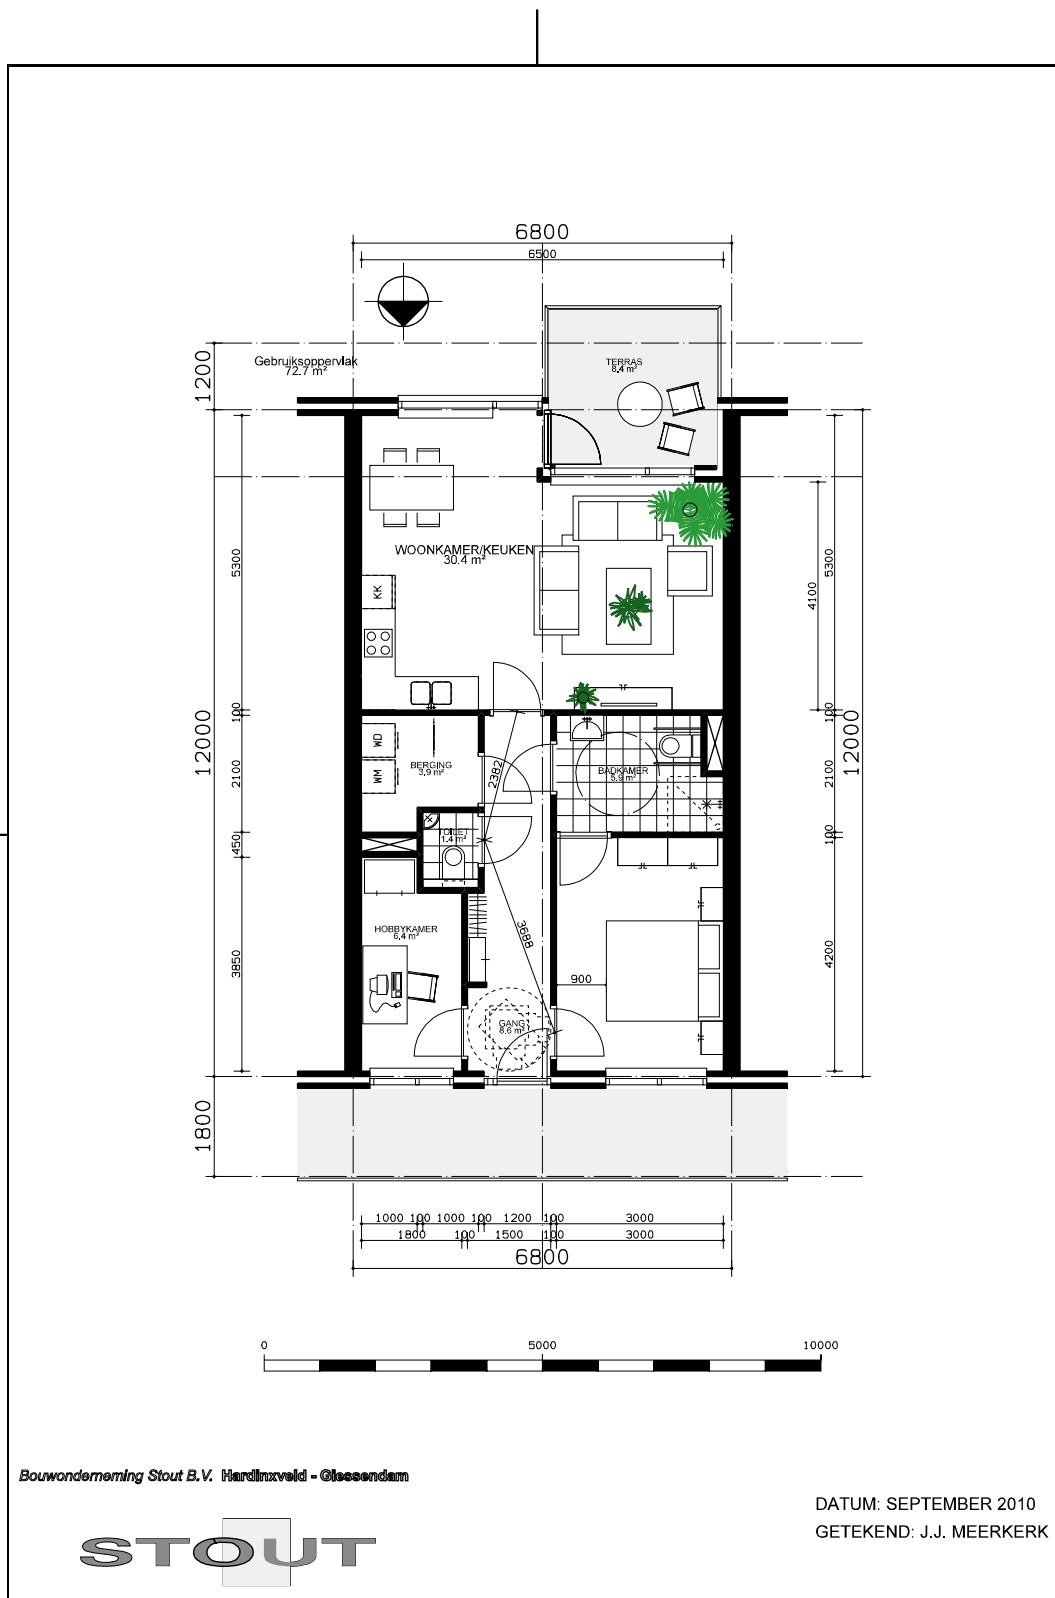 6800
6500
1200
Gebruiksoppervlak
72.7 m²
TERRAS
8.4 m²
WOONKAMER/KEUKEN
30.4 m²
KK
5300
4100
5300
100
12000
100
12000
WD
WM
BERGING
3,9 m²
2382
BADKAMER
5.9 m²
2100
2100
TOILET
1.4 m²
450
100
HOBBYKAMER
6,4 m²
3688
3850
900
4200
GANG
8.6 m²
1800
1000 100 1000 100 1200 100 3000
1800 100 1500 100 3000
6800
0 5000 10000
Bouwonderneming Stout B.V. Hardinxveld - Giessendam
STOUT
DATUM: SEPTEMBER 2010
GETEKEND: J.J. MEERKERK